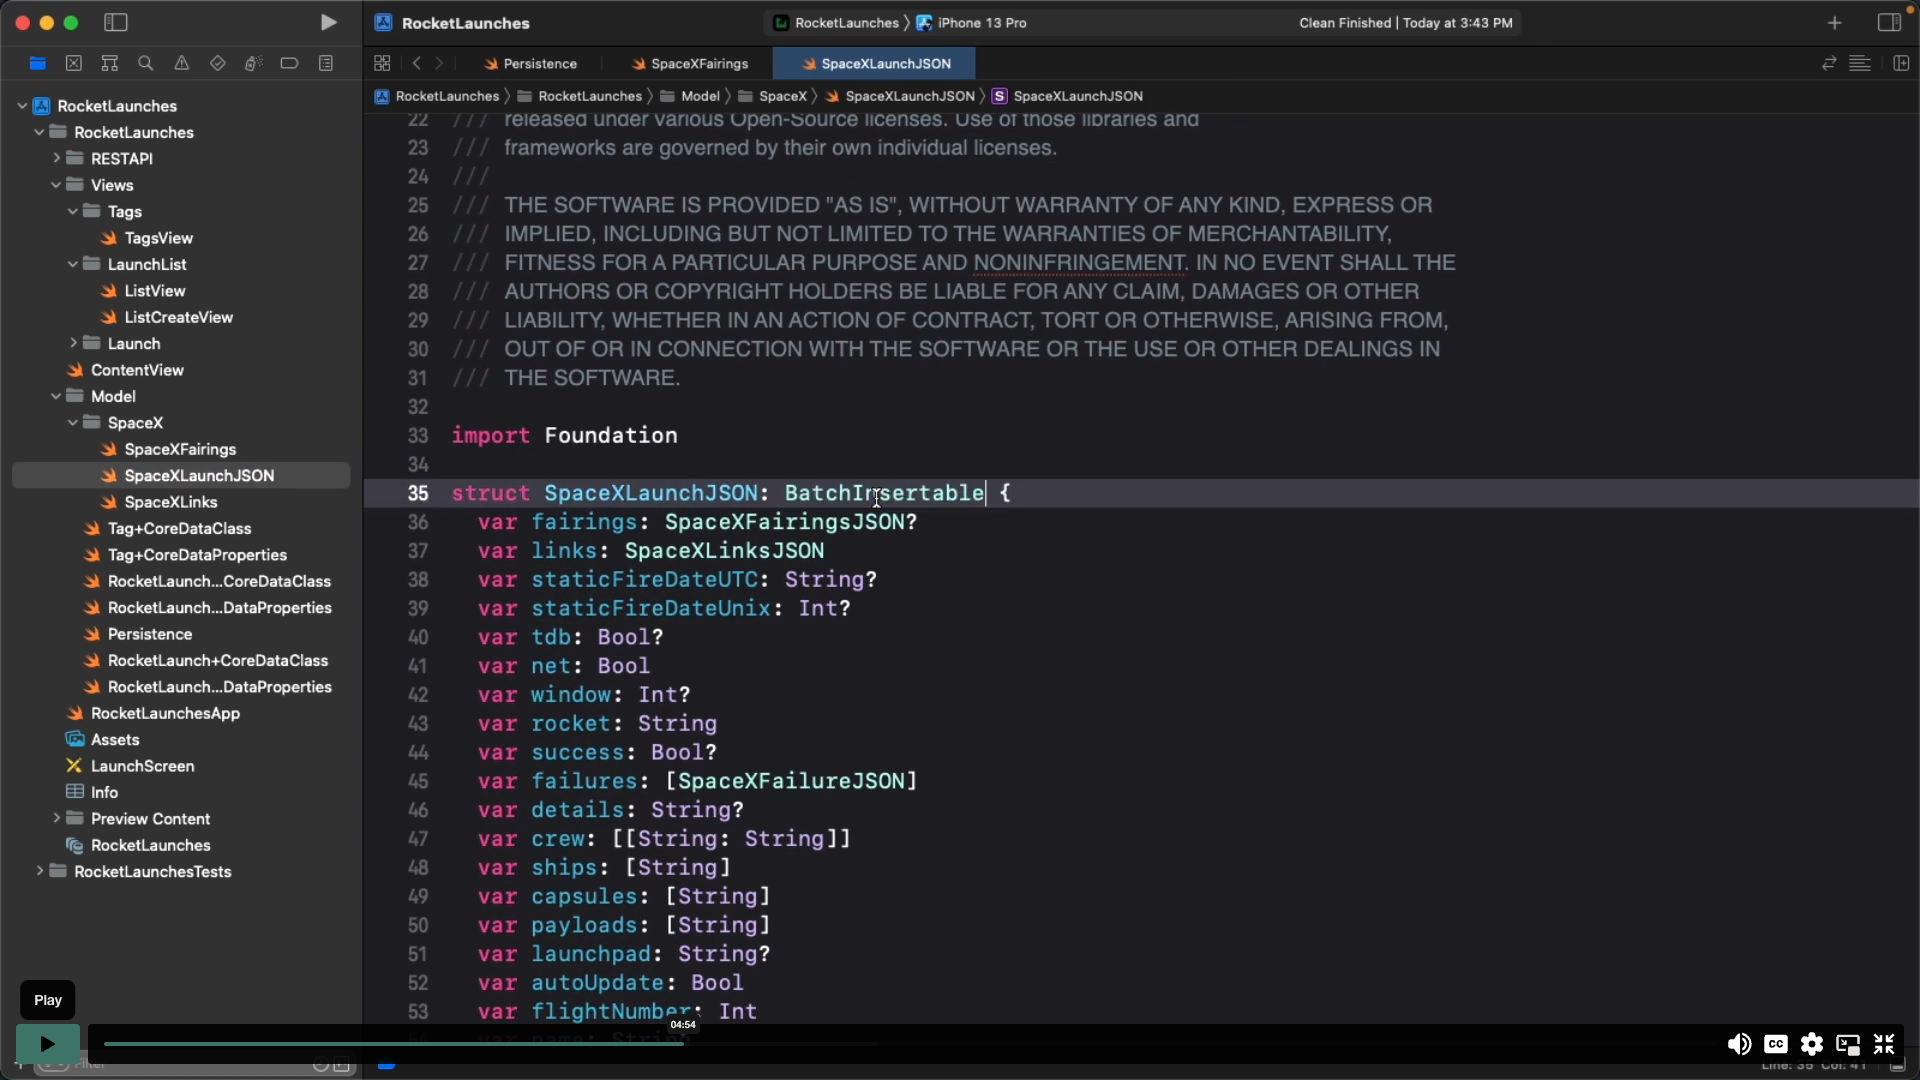 RocketLaunches
RocketLaunches
iPhone 13 Pro
Clean Finished | Today at 3:43 PM
Persistence
SpaceXFairings
SpaceXLaunchJSON
RocketLaunches
RocketLaunches
Model
SpaceX
SpaceXLaunchJSON
S
SpaceXLaunchJSON
RocketLaunches
RocketLaunches
RESTAPI
Views
Tags
TagsView
LaunchList
ListView
ListCreateView
Launch
ContentView
Model
SpaceX
SpaceXFairings
SpaceXLaunchJSON
SpaceXLinks
Tag+CoreDataClass
Tag+CoreDataProperties
RocketLaunch...CoreDataClass
RocketLaunch...DataProperties
Persistence
RocketLaunch+CoreDataClass
RocketLaunch...DataProperties
RocketLaunchesApp
Assets
LaunchScreen
Info
Preview Content
RocketLaunches
RocketLaunchesTests
22 /// released under various Open-Source licenses. Use of those libraries and
23 /// frameworks are governed by their own individual licenses.
24 ///
25 /// THE SOFTWARE IS PROVIDED "AS IS", WITHOUT WARRANTY OF ANY KIND, EXPRESS OR
26 /// IMPLIED, INCLUDING BUT NOT LIMITED TO THE WARRANTIES OF MERCHANTABILITY,
27 /// FITNESS FOR A PARTICULAR PURPOSE AND NONINFRINGEMENT. IN NO EVENT SHALL THE
28 /// AUTHORS OR COPYRIGHT HOLDERS BE LIABLE FOR ANY CLAIM, DAMAGES OR OTHER
29 /// LIABILITY, WHETHER IN AN ACTION OF CONTRACT, TORT OR OTHERWISE, ARISING FROM,
30 /// OUT OF OR IN CONNECTION WITH THE SOFTWARE OR THE USE OR OTHER DEALINGS IN
31 /// THE SOFTWARE.
32
33 import Foundation
34
35 struct SpaceXLaunchJSON: BatchInsertable {
36 var fairings: SpaceXFairingsJSON?
37 var links: SpaceXLinksJSON
38 var staticFireDateUTC: String?
39 var staticFireDateUnix: Int?
40 var tdb: Bool?
41 var net: Bool
42 var window: Int?
43 var rocket: String
44 var success: Bool?
45 var failures: [SpaceXFailureJSON]
46 var details: String?
47 var crew: [[String: String]]
48 var ships: [String]
49 var capsules: [String]
50 var payloads: [String]
51 var launchpad: String?
52 var autoUpdate: Bool
53 var flightNumber: Int
Play
04:54
CC
Filter
Line: 35 Col: 41